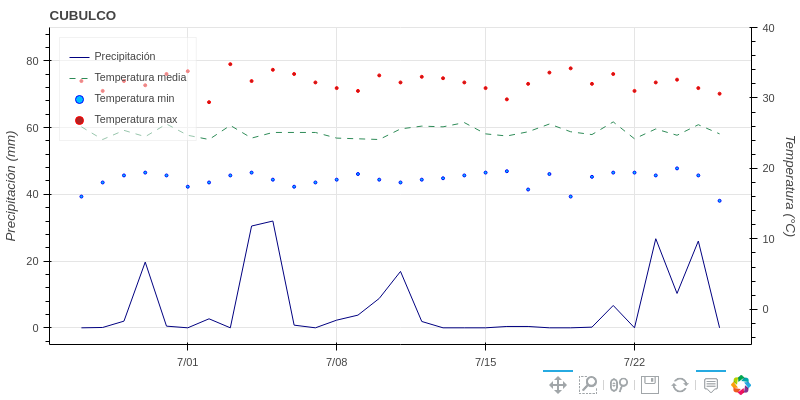 CUBULCO
Precipitación
Temperatura media
Temperatura min
Temperatura max
Precipitación (mm)
80
60
40
20
0
Temperatura (°C)
40
30
20
10
0
7/01
7/08
7/15
7/22